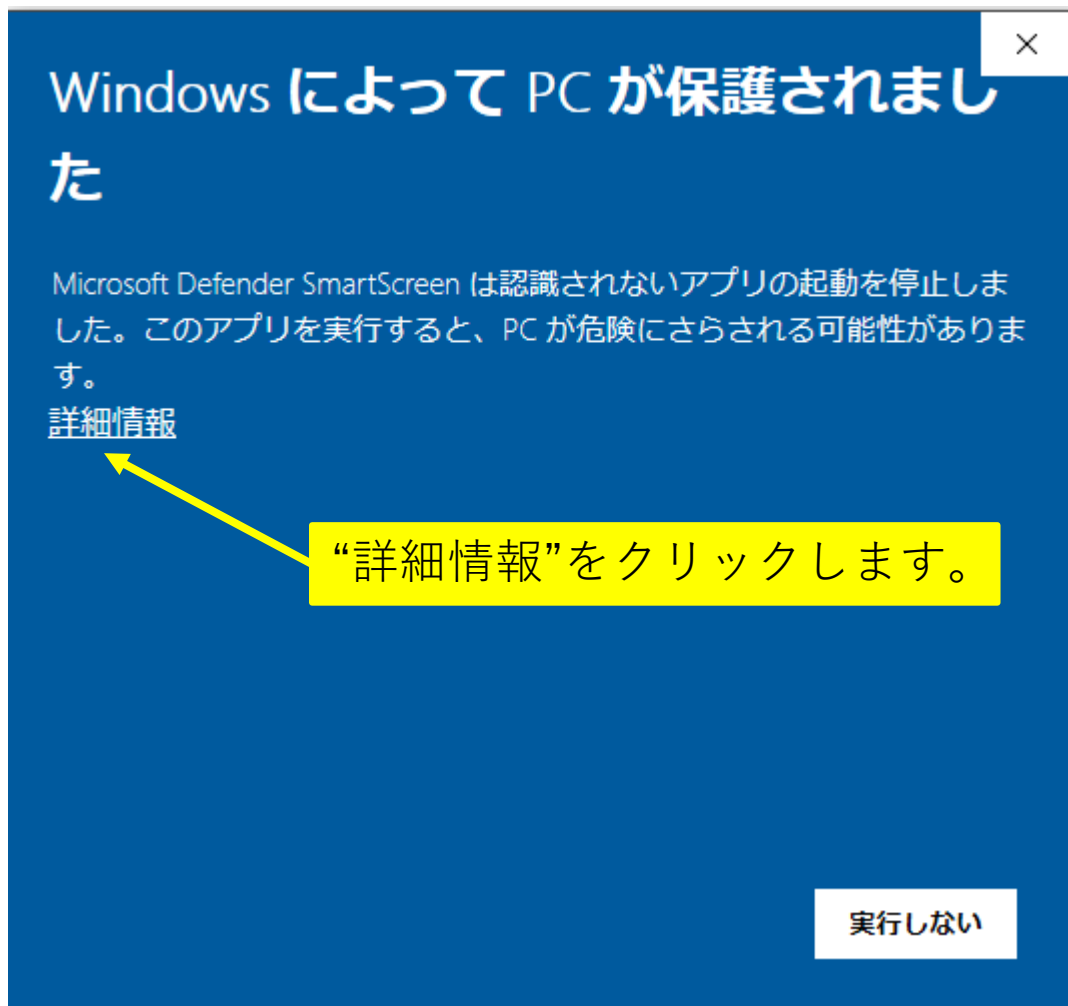 Windows によって PC が保護されまし
た
Microsoft Defender SmartScreen は認識されないアプリの起動を停止しま
した。このアプリを実行すると、PC が危険にさらされる可能性がありま
す。
詳細情報
“詳細情報”をクリックします。
実行しない